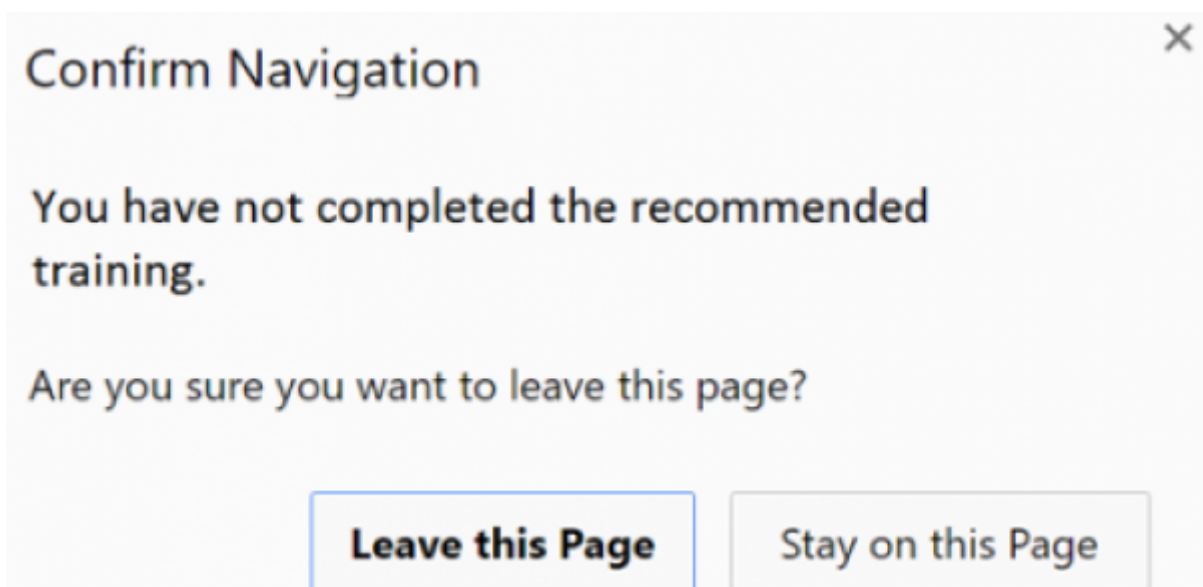 Confirm Navigation
You have not completed the recommended
training.
Are you sure you want to leave this page?
Leave this Page
Stay on this Page